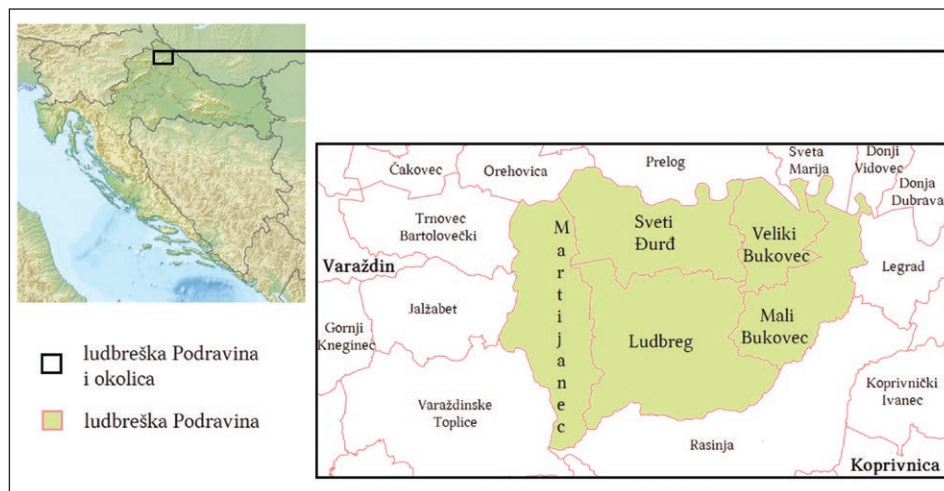 Čakovec
Orehovica
Prelog
Sveta
Marija
Donji
Vidovec
Donja
Dubrava
Trnovec
Bartolovečki
Martijanec
Sveti
Đurđ
Veliki
Bukovec
Varaždin
Legrad
Jalžabet
Gornji
Kneginec
Ludbreg
Mali
Bukovec
Varaždinske
Toplice
Koprivnički
Ivanec
Rasinja
Koprivnica
ludbreška Podravina
i okolica
ludbreška Podravina